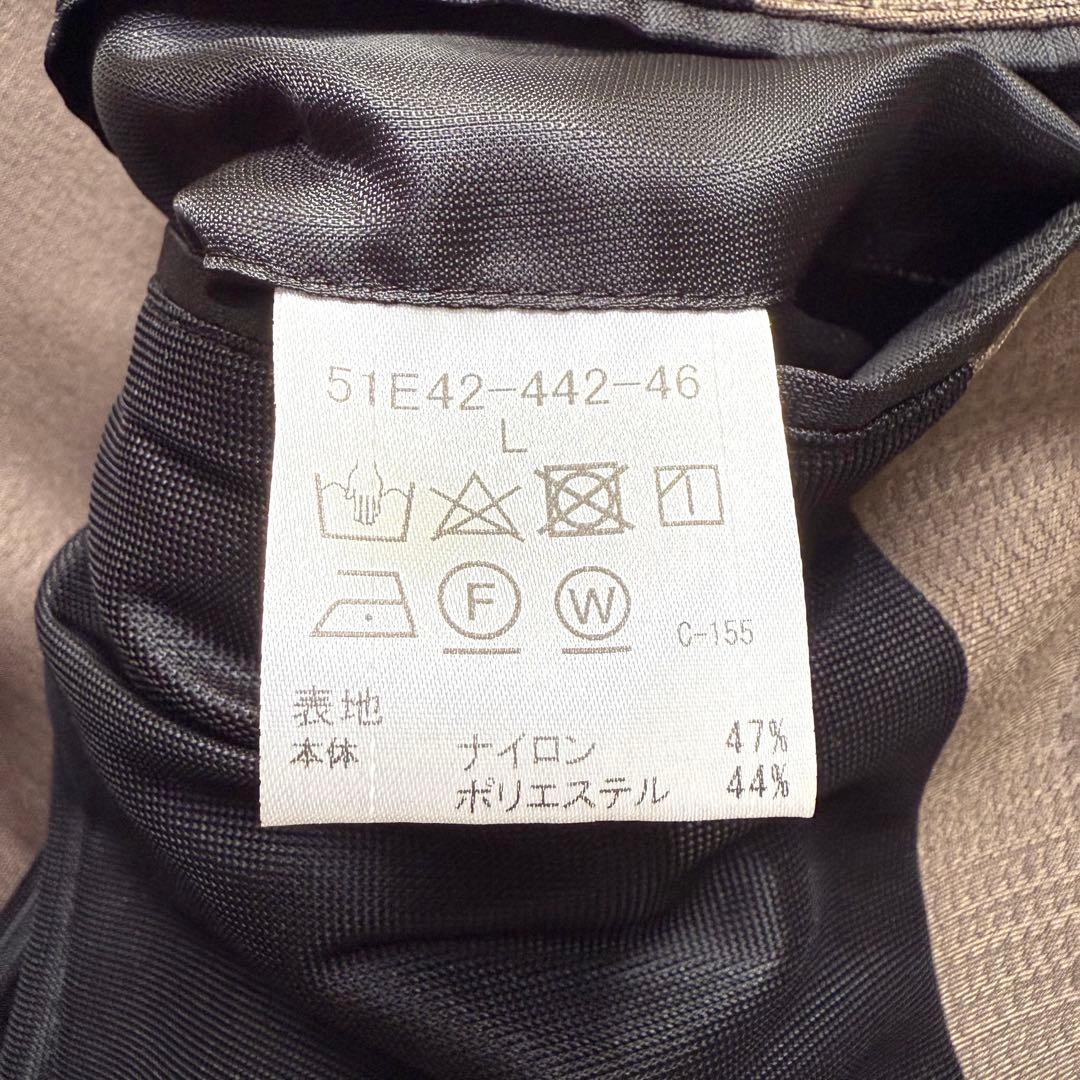 51E42-442-46
L
F W C-155
表地
本体 ナイロン 47%
ポリエステル 44%